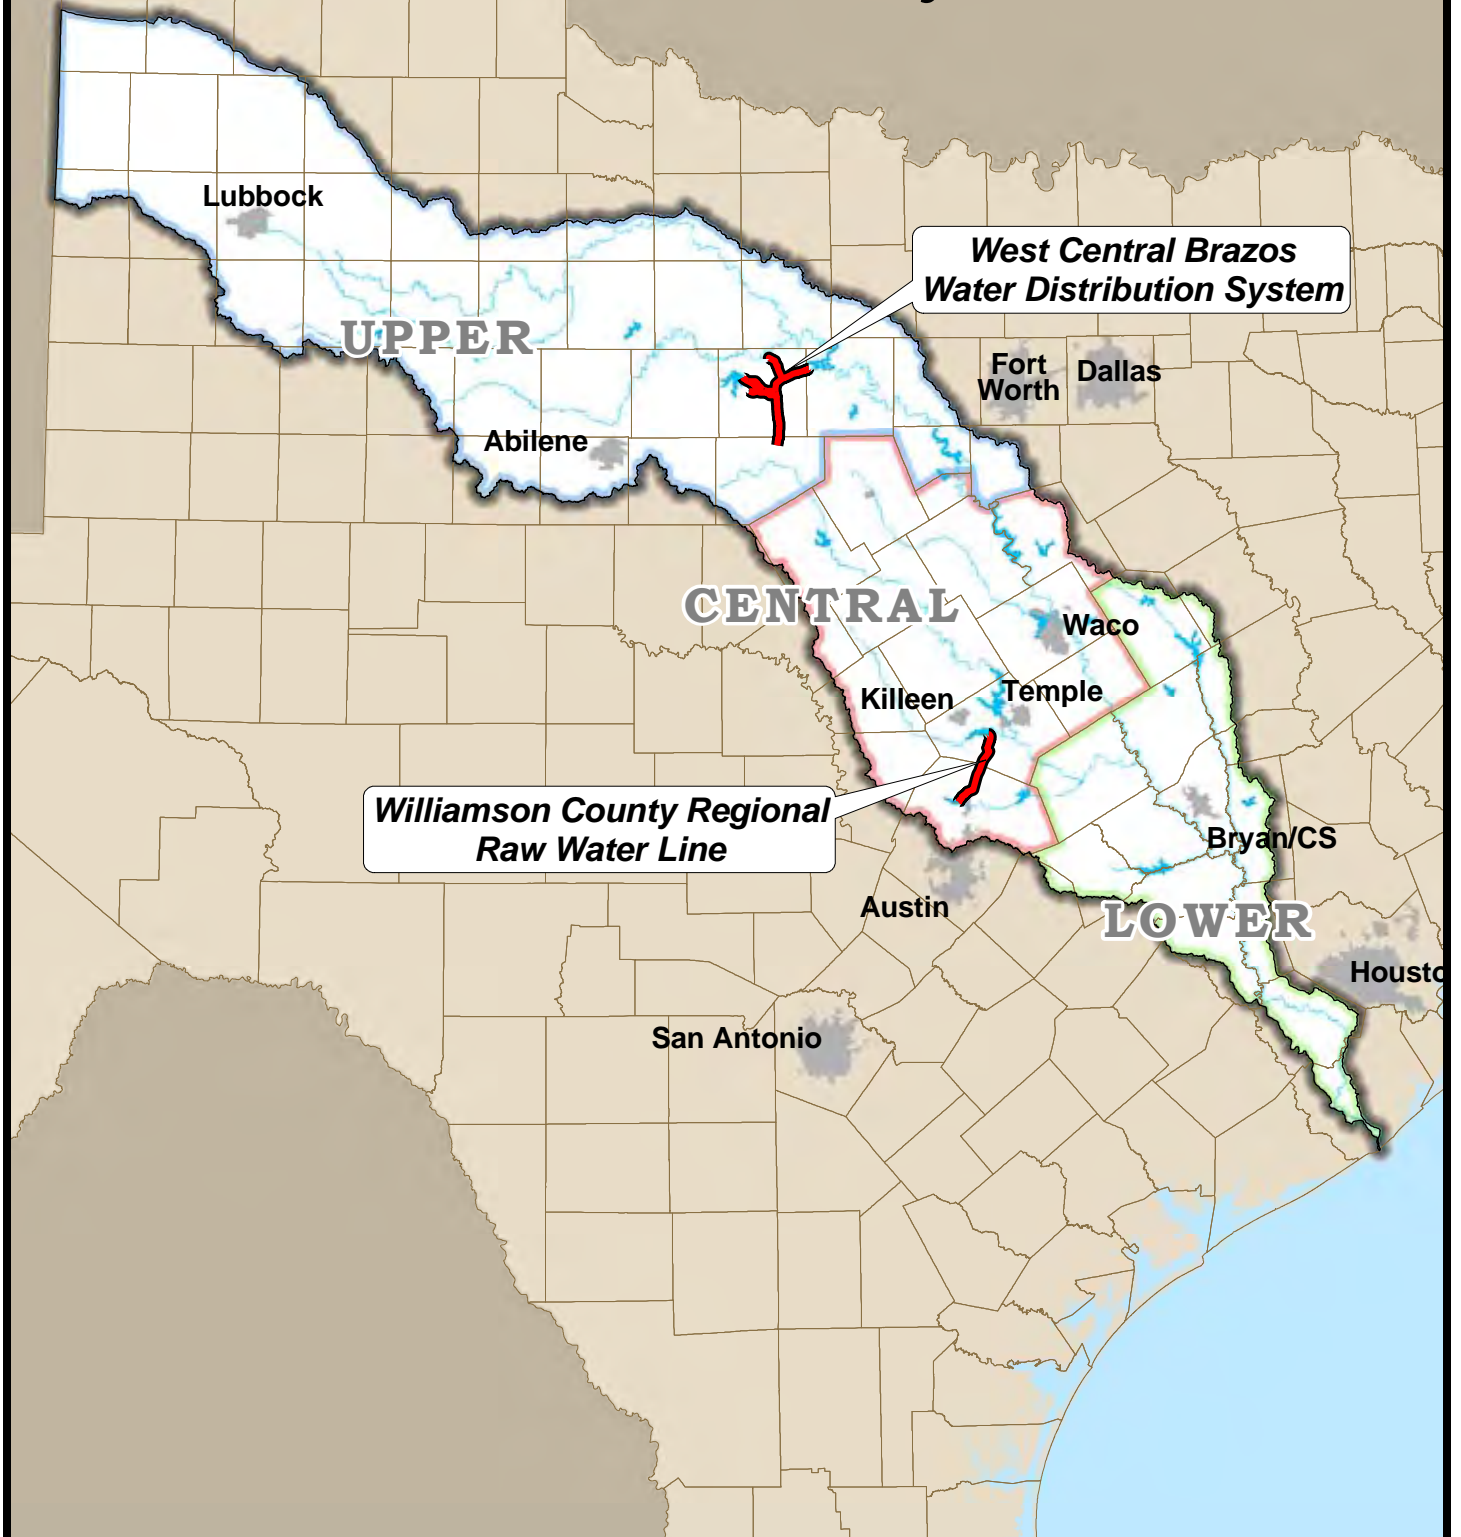 Lubbock
West Central Brazos
Water Distribution System
UPPER
Fort
Worth
Dallas
Abilene
CENTRAL
Waco
Killeen
Temple
Williamson County Regional
Raw Water Line
Bryan/CS
Austin
LOWER
Housto
San Antonio